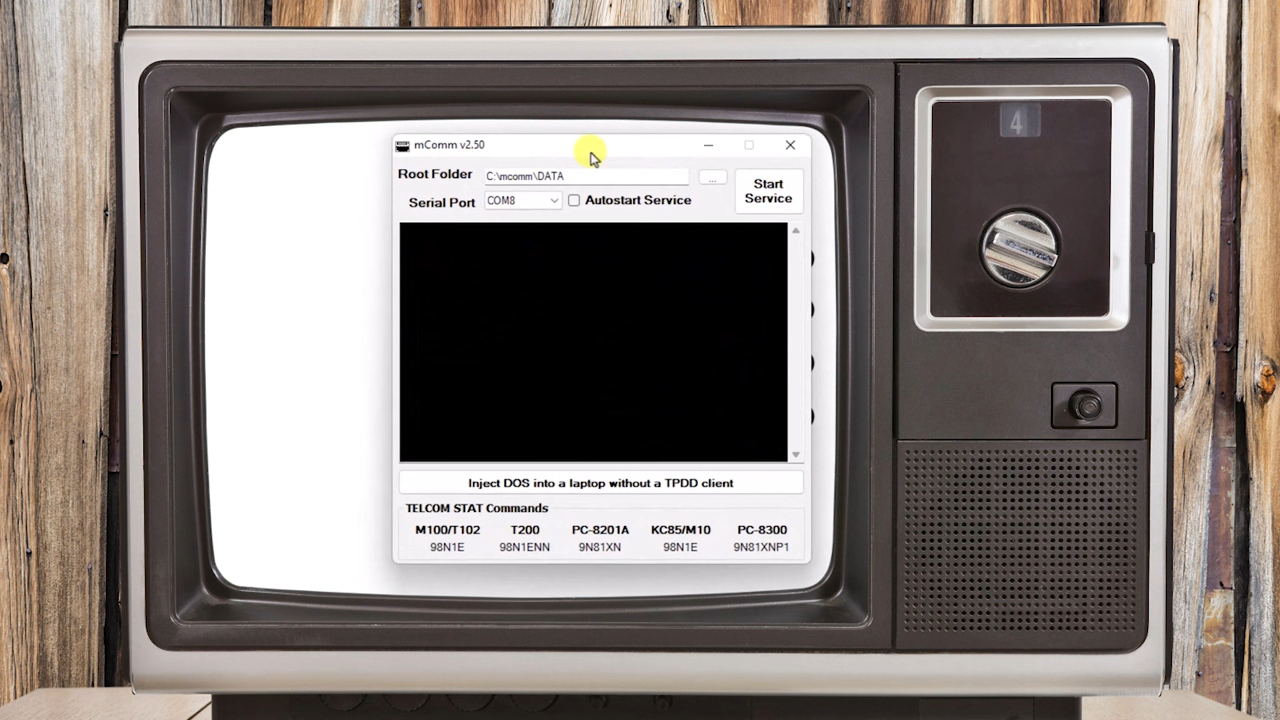 mComm v2.50
4
Root Folder C:\mcomm\DATA ...
Start Service
Serial Port COM8 Autostart Service
Inject DOS into a laptop without a TPDD client
TELCOM STAT Commands
M100/T102 T200 PC-8201A KC85/M10 PC-8300
98N1E 98N1ENN 9N81XN 98N1E 9N81XNP1